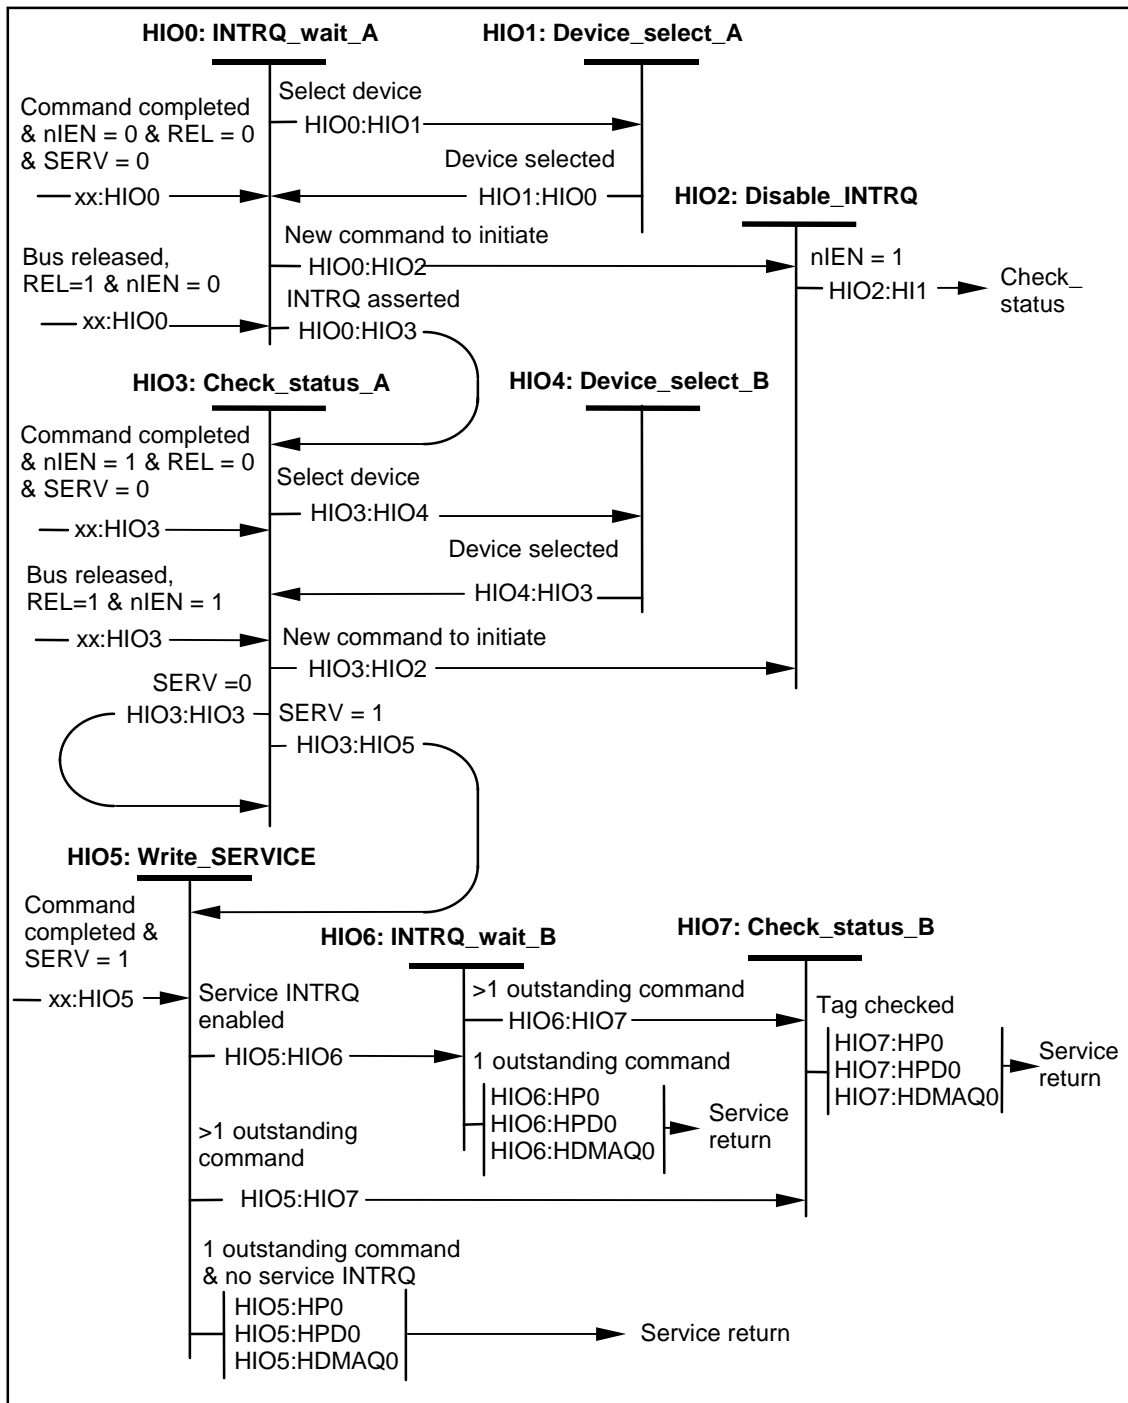 HIO0: INTRQ_wait_A
HIO1: Device_select_A
Select device
Command completed
& nIEN = 0 & REL = 0
& SERV = 0
HIO0:HIO1
Device selected
xx:HIO0
HIO1:HIO0
HIO2: Disable_INTRQ
New command to initiate
Bus released,
REL=1 & nIEN = 0
HIO0:HIO2
nIEN = 1
HIO2:HI1
Check_
status
INTRQ asserted
xx:HIO0
HIO0:HIO3
HIO3: Check_status_A
HIO4: Device_select_B
Command completed
& nIEN = 1 & REL = 0
& SERV = 0
Select device
HIO3:HIO4
xx:HIO3
Device selected
Bus released,
REL=1 & nIEN = 1
HIO4:HIO3
xx:HIO3
New command to initiate
HIO3:HIO2
SERV =0
HIO3:HIO3
SERV = 1
HIO3:HIO5
HIO5: Write_SERVICE
Command
completed &
SERV = 1
HIO6: INTRQ_wait_B
HIO7: Check_status_B
xx:HIO5
Service INTRQ
enabled
>1 outstanding command
HIO6:HIO7
Tag checked
HIO5:HIO6
1 outstanding command
HIO7:HP0
HIO7:HPD0
HIO7:HDMAQ0
Service
return
HIO6:HP0
HIO6:HPD0
HIO6:HDMAQ0
Service
return
>1 outstanding
command
HIO5:HIO7
1 outstanding command
& no service INTRQ
HIO5:HP0
HIO5:HPD0
HIO5:HDMAQ0
Service return